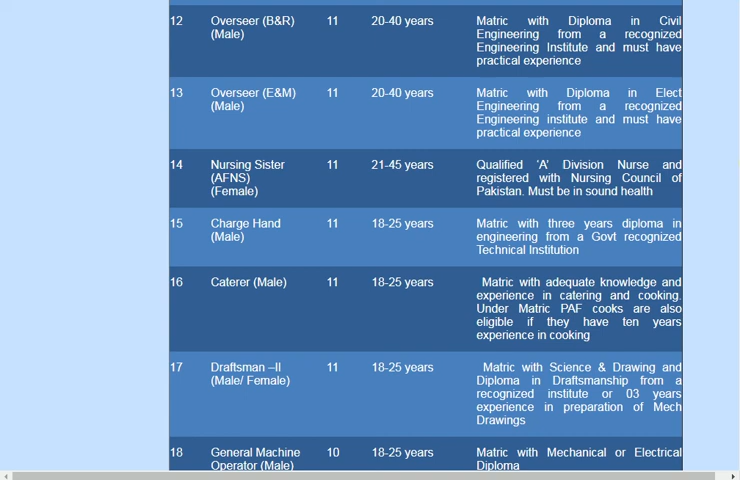 12 Overseer (B&R) 11 20-40 years Matric with Diploma in Civil
(Male) Engineering from a recognized
Engineering Institute and must have
practical experience
13 Overseer (E&M) 11 20-40 years Matric with Diploma in Elect
(Male) Engineering from a recognized
Engineering institute and must have
practical experience
14 Nursing Sister 11 21-45 years Qualified 'A' Division Nurse and
(AFNS) registered with Nursing Council of
(Female) Pakistan. Must be in sound health
15 Charge Hand 11 18-25 years Matric with three years diploma in
(Male) engineering from a Govt recognized
Technical Institution
16 Caterer (Male) 11 18-25 years Matric with adequate knowledge and
experience in catering and cooking.
Under Matric PAF cooks are also
eligible if they have ten years
experience in cooking
17 Draftsman –II 11 18-25 years Matric with Science & Drawing and
(Male/ Female) Diploma in Draftsmanship from a
recognized institute or 03 years
experience in preparation of Mech
Drawings
18 General Machine 10 18-25 years Matric with Mechanical or Electrical
Operator (Male) Diploma